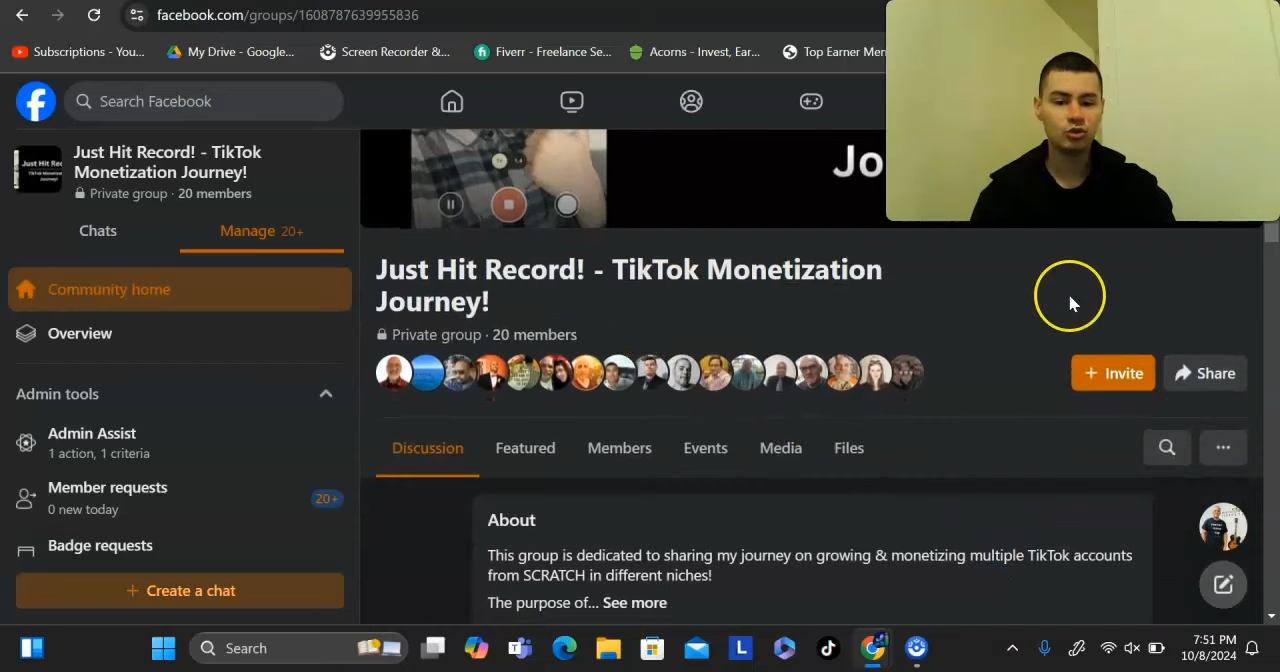 facebook.com/groups/1608787639955836
Subscriptions - You...
My Drive - Google...
Screen Recorder &...
Fiverr - Freelance Se...
Acorns - Invest, Ear...
Top Earner Men
Search Facebook
Just Hit Record! - TikTok
Monetization Journey!
Private group · 20 members
Chats
Manage 20+
Community home
Overview
Admin tools
Admin Assist
1 action, 1 criteria
Member requests
0 new today
20+
Badge requests
+ Create a chat
Jo
Just Hit Record! - TikTok Monetization
Journey!
Private group · 20 members
+ Invite
Share
Discussion
Featured
Members
Events
Media
Files
About
This group is dedicated to sharing my journey on growing & monetizing multiple TikTok accounts
from SCRATCH in different niches!
The purpose of... See more
Search
L
7:51 PM
10/8/2024